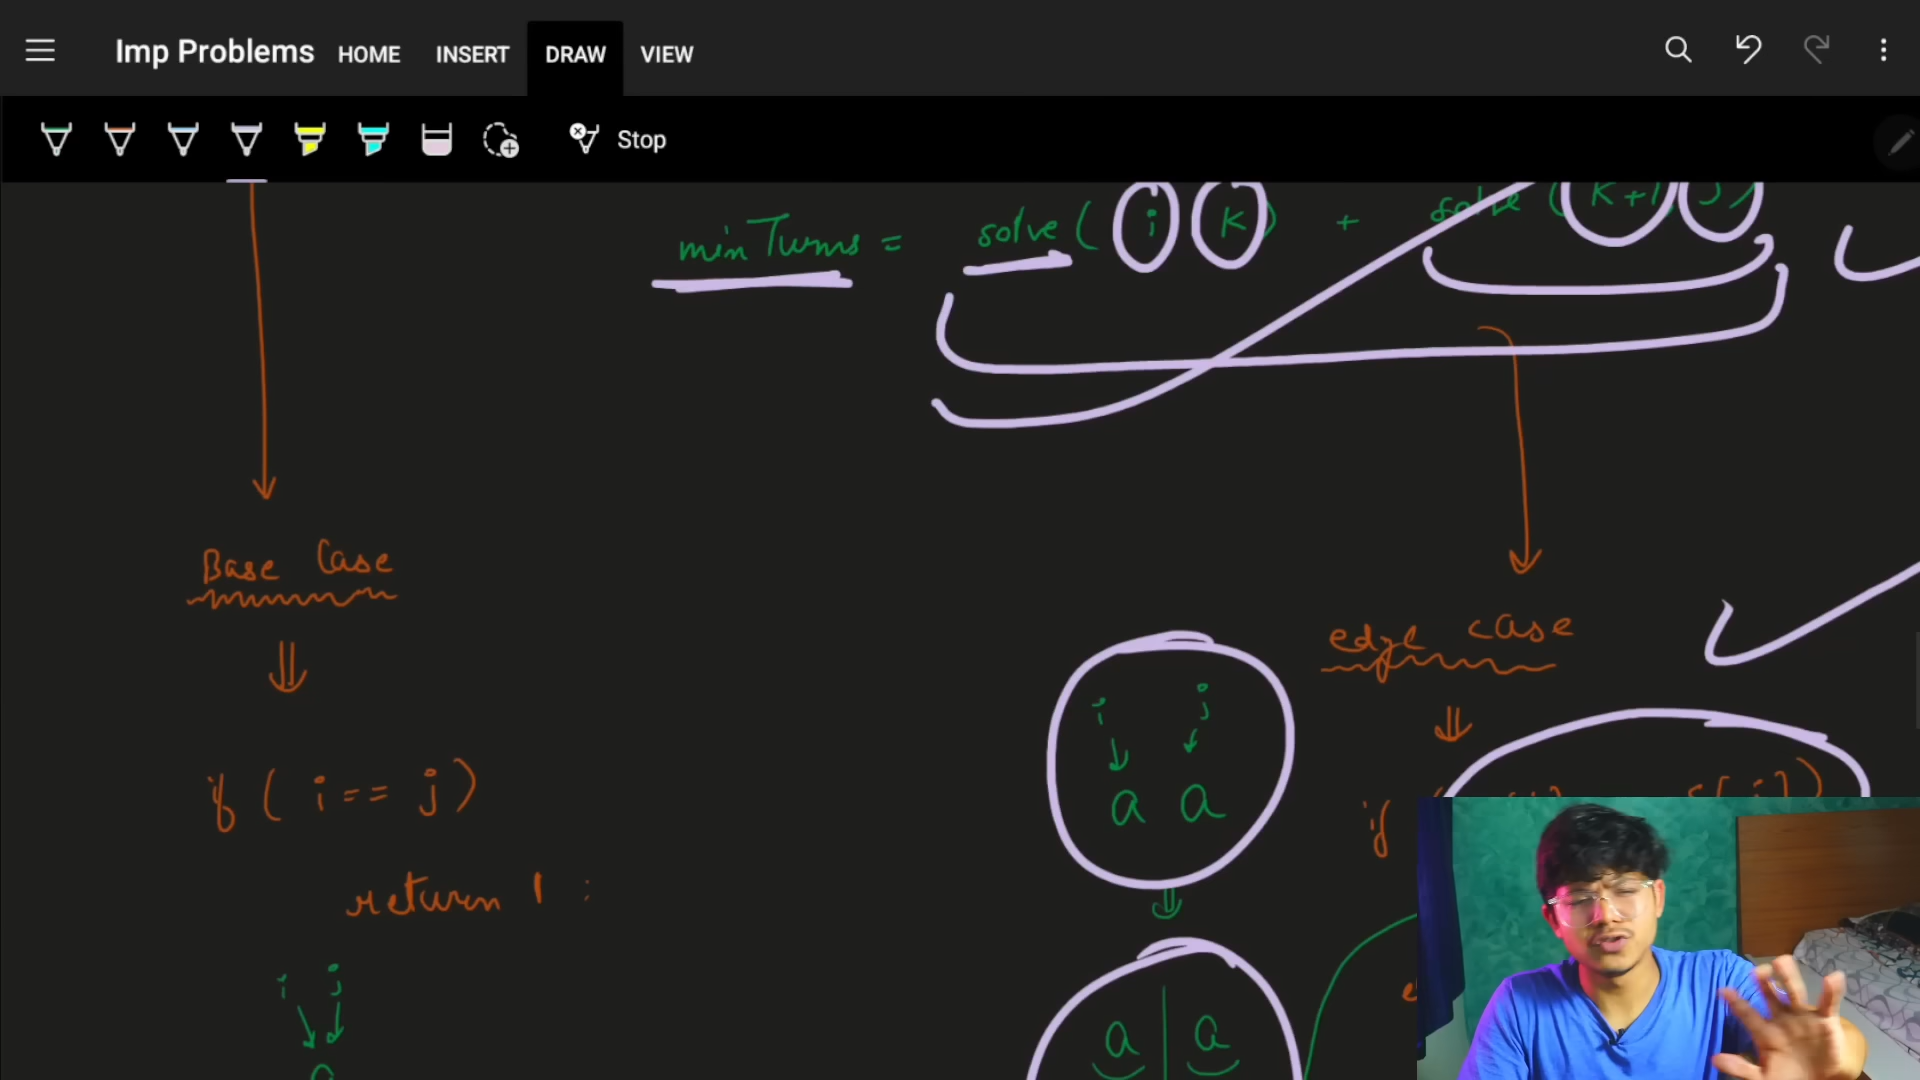 Imp Problems HOME INSERT DRAW VIEW
Stop
minTurns = solve ( i K ) + solve ( K+1 j )
Base Case
edge case
i j
a a
if ( i == j )
if
return 1 ;
i j
a | a